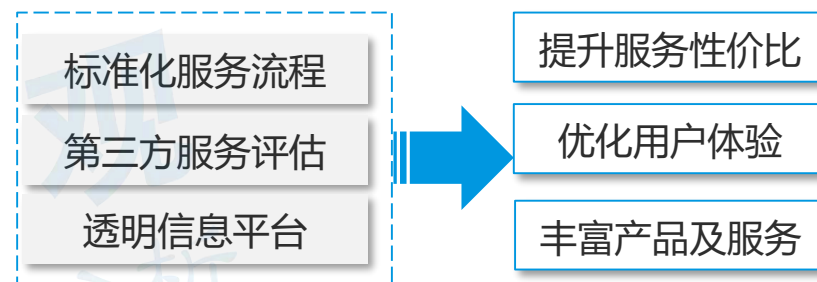 标准化服务流程
第三方服务评估
透明信息平台
提升服务性价比
优化用户体验
丰富产品及服务